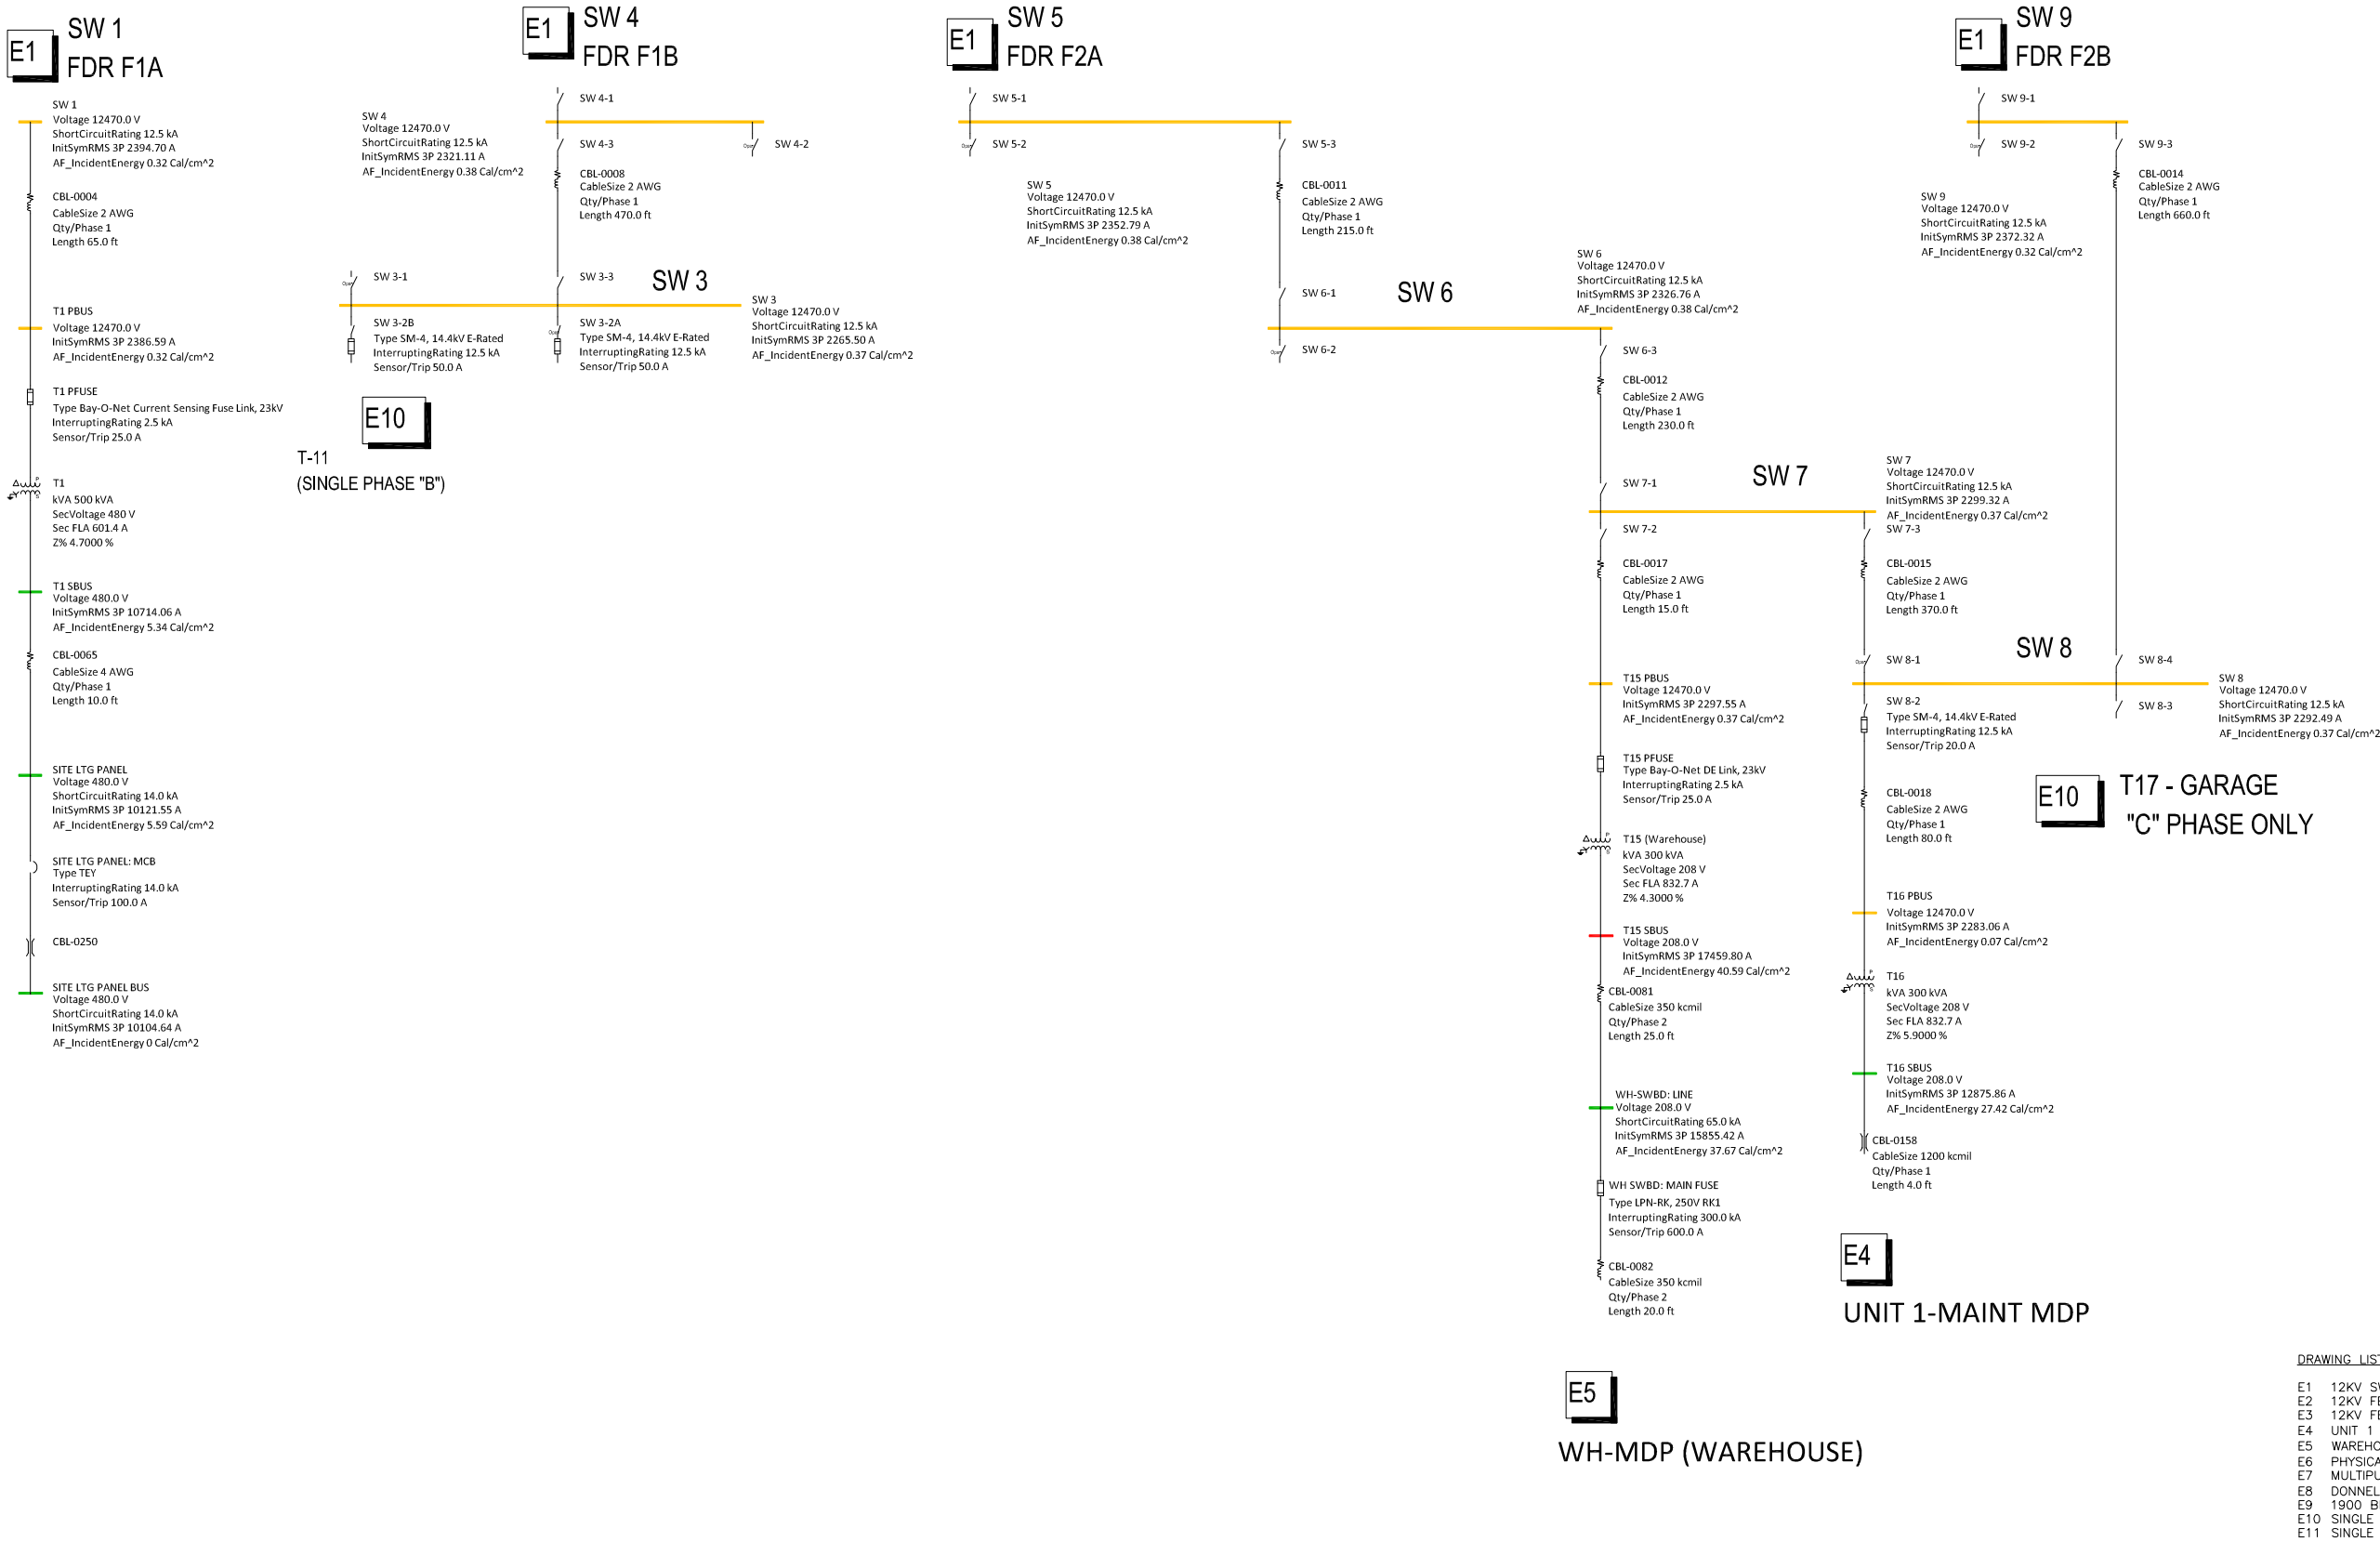 E1
SW 1
FDR F1A
SW 1
Voltage 12470.0 V
ShortCircuitRating 12.5 kA
InitSymRMS 3P 2394.70 A
AF_IncidentEnergy 0.32 Cal/cm^2
CBL-0004
CableSize 2 AWG
Qty/Phase 1
Length 65.0 ft
T1 PBUS
Voltage 12470.0 V
InitSymRMS 3P 2386.59 A
AF_IncidentEnergy 0.32 Cal/cm^2
T1 PFUSE
Type Bay-O-Net Current Sensing Fuse Link, 23kV
InterruptingRating 2.5 kA
Sensor/Trip 25.0 A
P
S
T1
kVA 500 kVA
SecVoltage 480 V
Sec FLA 601.4 A
Z% 4.7000 %
T1 SBUS
Voltage 480.0 V
InitSymRMS 3P 10714.06 A
AF_IncidentEnergy 5.34 Cal/cm^2
CBL-0065
CableSize 4 AWG
Qty/Phase 1
Length 10.0 ft
SITE LTG PANEL
Voltage 480.0 V
ShortCircuitRating 14.0 kA
InitSymRMS 3P 10121.55 A
AF_IncidentEnergy 5.59 Cal/cm^2
SITE LTG PANEL: MCB
Type TEY
InterruptingRating 14.0 kA
Sensor/Trip 100.0 A
CBL-0250
SITE LTG PANEL BUS
Voltage 480.0 V
ShortCircuitRating 14.0 kA
InitSymRMS 3P 10104.64 A
AF_IncidentEnergy 0 Cal/cm^2
E1
SW 4
FDR F1B
SW 4-1
SW 4
Voltage 12470.0 V
ShortCircuitRating 12.5 kA
InitSymRMS 3P 2321.11 A
AF_IncidentEnergy 0.38 Cal/cm^2
SW 4-3
Open
SW 4-2
CBL-0008
CableSize 2 AWG
Qty/Phase 1
Length 470.0 ft
Open
SW 3-1
SW 3-3
SW 3
SW 3
Voltage 12470.0 V
ShortCircuitRating 12.5 kA
InitSymRMS 3P 2265.50 A
AF_IncidentEnergy 0.37 Cal/cm^2
SW 3-2B
Type SM-4, 14.4kV E-Rated
InterruptingRating 12.5 kA
Sensor/Trip 50.0 A
Open
SW 3-2A
Type SM-4, 14.4kV E-Rated
InterruptingRating 12.5 kA
Sensor/Trip 50.0 A
E10
T-11
(SINGLE PHASE "B")
E1
SW 5
FDR F2A
SW 5-1
Open
SW 5-2
SW 5-3
SW 5
Voltage 12470.0 V
ShortCircuitRating 12.5 kA
InitSymRMS 3P 2352.79 A
AF_IncidentEnergy 0.38 Cal/cm^2
CBL-0011
CableSize 2 AWG
Qty/Phase 1
Length 215.0 ft
SW 6-1
SW 6
SW 6
Voltage 12470.0 V
ShortCircuitRating 12.5 kA
InitSymRMS 3P 2326.76 A
AF_IncidentEnergy 0.38 Cal/cm^2
Open
SW 6-2
SW 6-3
CBL-0012
CableSize 2 AWG
Qty/Phase 1
Length 230.0 ft
SW 7-1
SW 7
SW 7
Voltage 12470.0 V
ShortCircuitRating 12.5 kA
InitSymRMS 3P 2299.32 A
AF_IncidentEnergy 0.37 Cal/cm^2
SW 7-2
SW 7-3
CBL-0017
CableSize 2 AWG
Qty/Phase 1
Length 15.0 ft
CBL-0015
CableSize 2 AWG
Qty/Phase 1
Length 370.0 ft
T15 PBUS
Voltage 12470.0 V
InitSymRMS 3P 2297.55 A
AF_IncidentEnergy 0.37 Cal/cm^2
T15 PFUSE
Type Bay-O-Net DE Link, 23kV
InterruptingRating 2.5 kA
Sensor/Trip 25.0 A
P
S
T15 (Warehouse)
kVA 300 kVA
SecVoltage 208 V
Sec FLA 832.7 A
Z% 4.3000 %
T15 SBUS
Voltage 208.0 V
InitSymRMS 3P 17459.80 A
AF_IncidentEnergy 40.59 Cal/cm^2
CBL-0081
CableSize 350 kcmil
Qty/Phase 2
Length 25.0 ft
WH-SWBD: LINE
Voltage 208.0 V
ShortCircuitRating 65.0 kA
InitSymRMS 3P 15855.42 A
AF_IncidentEnergy 37.67 Cal/cm^2
WH SWBD: MAIN FUSE
Type LPN-RK, 250V RK1
InterruptingRating 300.0 kA
Sensor/Trip 600.0 A
CBL-0082
CableSize 350 kcmil
Qty/Phase 2
Length 20.0 ft
E5
WH-MDP (WAREHOUSE)
E1
SW 9
FDR F2B
SW 9-1
Open
SW 9-2
SW 9-3
SW 9
Voltage 12470.0 V
ShortCircuitRating 12.5 kA
InitSymRMS 3P 2372.32 A
AF_IncidentEnergy 0.32 Cal/cm^2
CBL-0014
CableSize 2 AWG
Qty/Phase 1
Length 660.0 ft
Open
SW 8-1
SW 8
SW 8-4
SW 8
Voltage 12470.0 V
ShortCircuitRating 12.5 kA
InitSymRMS 3P 2292.49 A
AF_IncidentEnergy 0.37 Cal/cm^2
SW 8-2
Type SM-4, 14.4kV E-Rated
InterruptingRating 12.5 kA
Sensor/Trip 20.0 A
SW 8-3
E10
T17 - GARAGE
"C" PHASE ONLY
CBL-0018
CableSize 2 AWG
Qty/Phase 1
Length 80.0 ft
T16 PBUS
Voltage 12470.0 V
InitSymRMS 3P 2283.06 A
AF_IncidentEnergy 0.07 Cal/cm^2
P
S
T16
kVA 300 kVA
SecVoltage 208 V
Sec FLA 832.7 A
Z% 5.9000 %
T16 SBUS
Voltage 208.0 V
InitSymRMS 3P 12875.86 A
AF_IncidentEnergy 27.42 Cal/cm^2
CBL-0158
CableSize 1200 kcmil
Qty/Phase 1
Length 4.0 ft
E4
UNIT 1-MAINT MDP
DRAWING LIST
E1 12KV SW
E2 12KV FE
E3 12KV FE
E4 UNIT 1
E5 WAREHO
E6 PHYSICA
E7 MULTIPU
E8 DONNEL
E9 1900 B
E10 SINGLE
E11 SINGLE